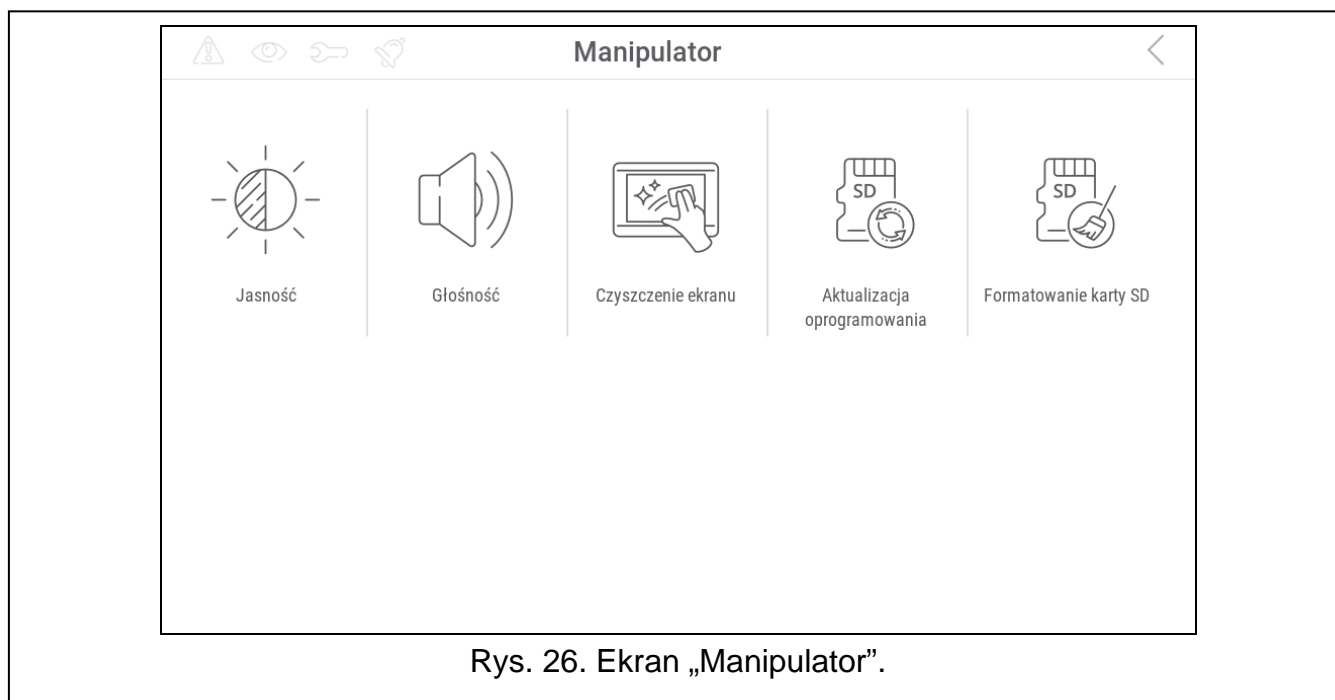 Manipulator
SD
SD
Jasność
Głośność
Czyszczenie ekranu
Aktualizacja
oprogramowania
Formatowanie karty SD
Rys. 26. Ekran „Manipulator”.